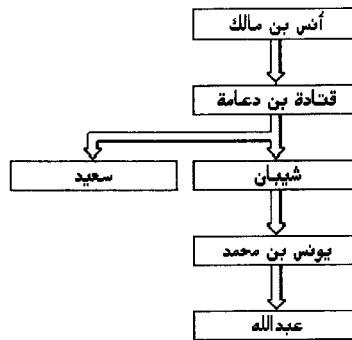 أنس بن مالك
قتادة بن دعامة
شيبان
سعيد
يونس بن محمد
عبدالله